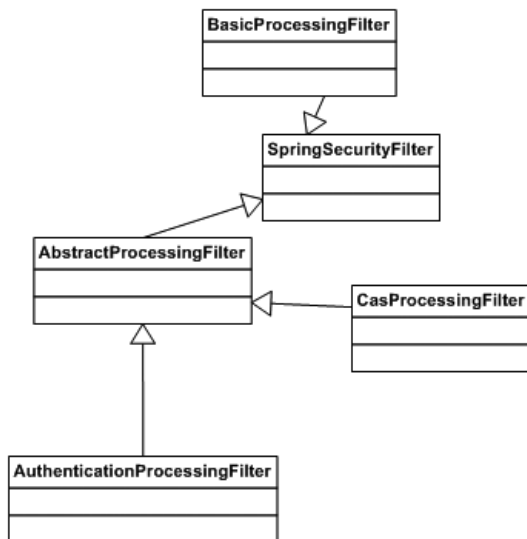 BasicProcessingFilter
SpringSecurityFilter
AbstractProcessingFilter
CasProcessingFilter
AuthenticationProcessingFilter